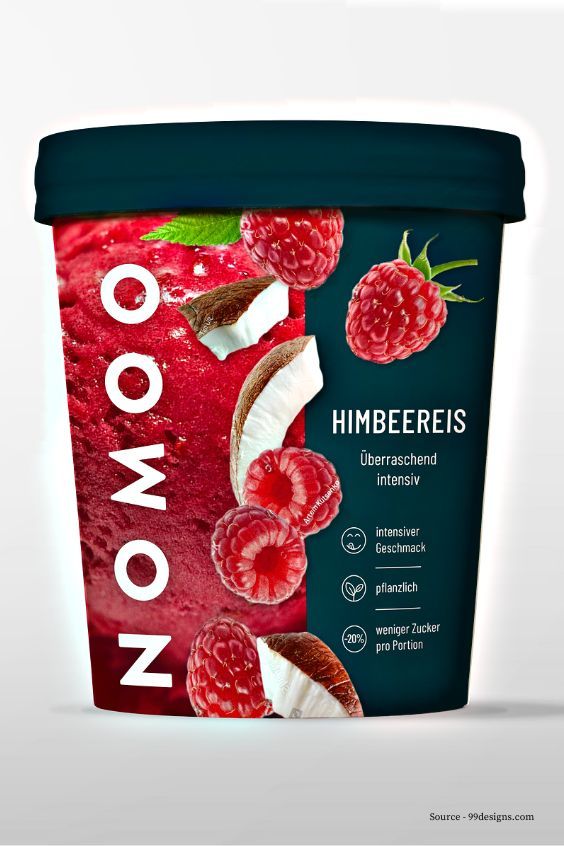 NOMOO
HIMBEEREIS
Überraschend
intensiv
intensiver
Geschmack
pflanzlich
-20%
weniger Zucker
pro Portion
Source - 99designs.com